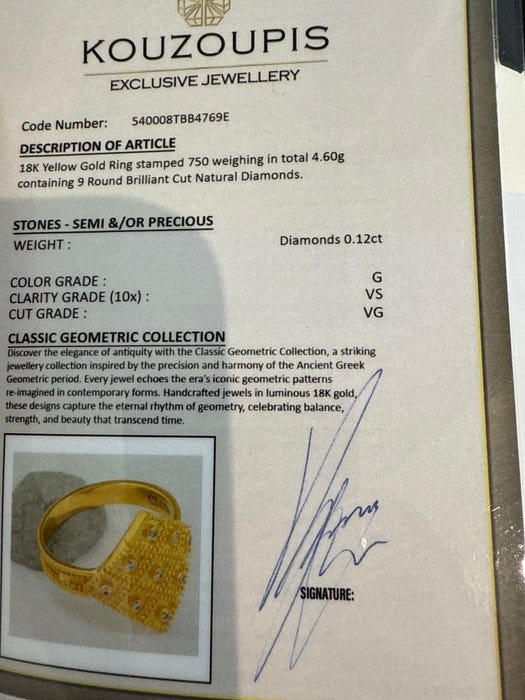 KOUZOUPIS
EXCLUSIVE JEWELLERY
Code Number: 540008TBB4769E
DESCRIPTION OF ARTICLE
18K Yellow Gold Ring stamped 750 weighing in total 4.60g
containing 9 Round Brilliant Cut Natural Diamonds.
STONES - SEMI &/OR PRECIOUS
WEIGHT : Diamonds 0.12ct
COLOR GRADE : G
CLARITY GRADE (10x) : VS
CUT GRADE : VG
CLASSIC GEOMETRIC COLLECTION
Discover the elegance of antiquity with the Classic Geometric Collection, a striking
jewellery collection inspired by the precision and harmony of the Ancient Greek
Geometric period. Every jewel echoes the era's iconic geometric patterns
re-imagined in contemporary forms. Handcrafted jewels in luminous 18K gold,
these designs capture the eternal rhythm of geometry, celebrating balance,
strength, and beauty that transcend time.
SIGNATURE: